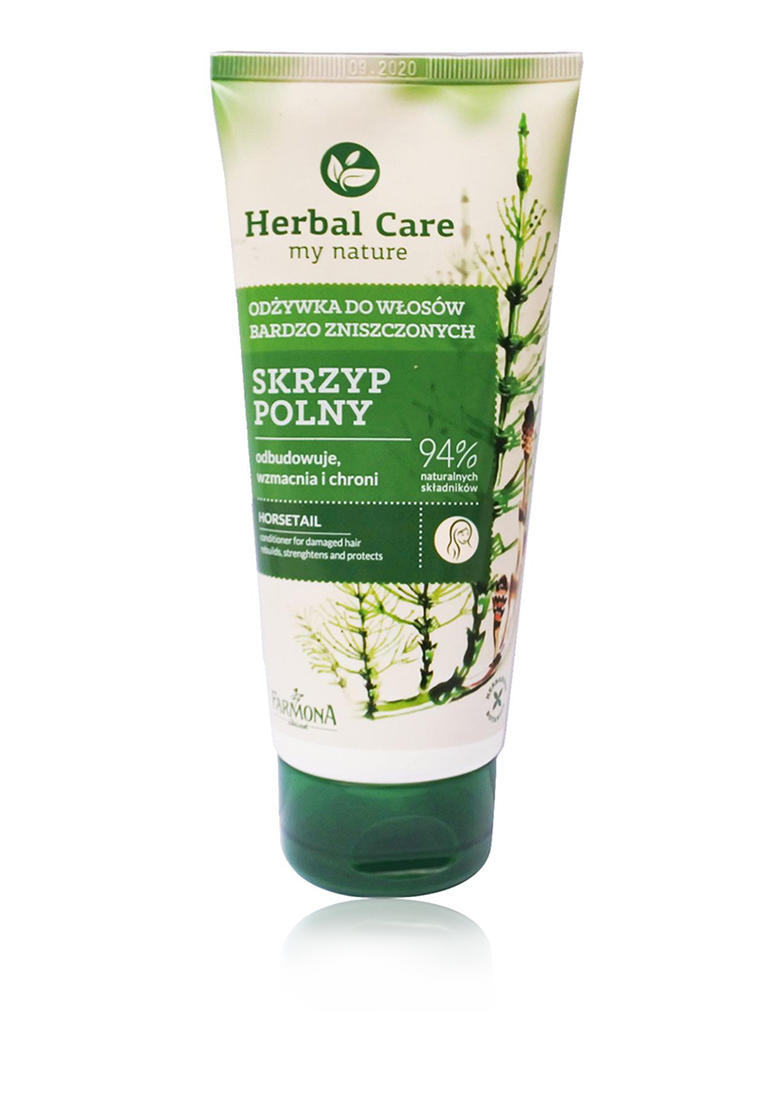 09.2020
Herbal Care
my nature
ODŻYWKA DO WŁOSÓW
BARDZO ZNISZCZONYCH
SKRZYP
POLNY
odbudowuje,
wzmacnia i chroni
94%
naturalnych
składników
HORSETAIL
conditioner for damaged hair
rebuilds, strenghtens and protects
FARMONA